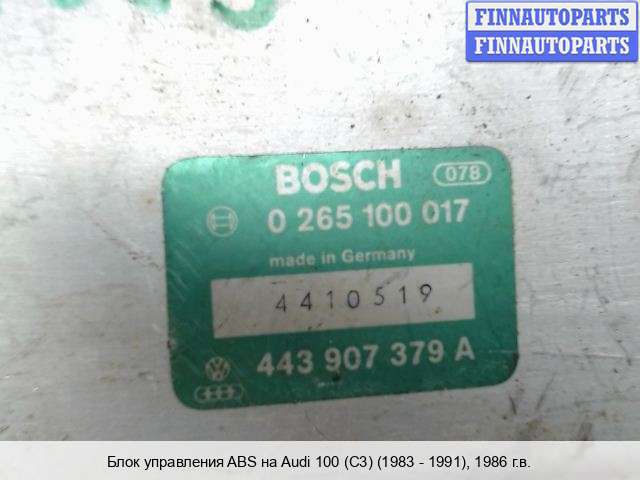 FINNAUTOPARTS
FINNAUTOPARTS
BOSCH 078
0 265 100 017
made in Germany
4410519
443 907 379 A
Блок управления ABS на Audi 100 (C3) (1983 - 1991), 1986 г.в.